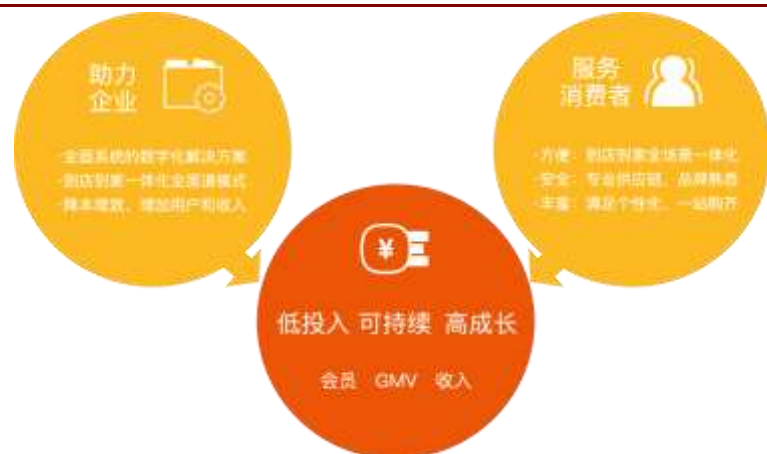 助力
企业
·全面系统的数字化解决方案
·到店到家一体化全渠道模式
·降本增效、增加用户和收入
服务
消费者
·方便:到店到家全场景一体化
·安全:专业供应链、品牌熟悉
·丰富:满足个性化、一站购齐
¥
低投入 可持续 高成长
会员 GMV 收入